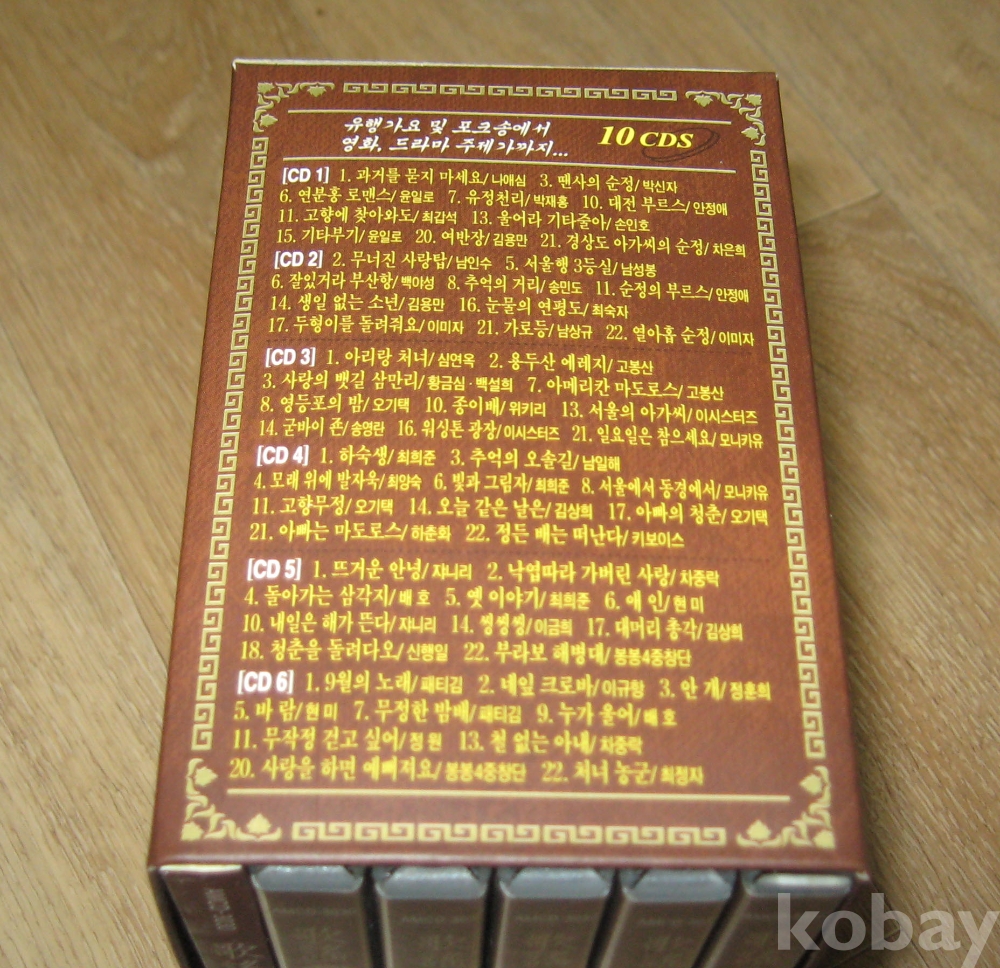 유행가요 및 포크송에서
영화, 드라마 주제가까지...
10 CDS
[CD 1] 1. 과거를 묻지 마세요/나애심 3. 땐사의 순정/박신자
6. 연분홍 로맨스/윤일로 7. 유정천리/박재홍 10. 대전 부르스/안정애
11. 고향에 찾아와도/최갑석 13. 울어라 기타줄아/손인호
15. 기타부기/윤일로 20. 여반장/김용만 21. 경상도 아가씨의 순정/차은희
[CD 2] 2. 무너진 사랑탑/남인수 5. 서울행 3등실/남성봉
6. 잘있거라 부산항/백야성 8. 추억의 거리/송민도 11. 순정의 부르스/안정애
14. 생일 없는 소년/김용만 16. 눈물의 연평도/최숙자
17. 두형이를 돌려줘요/이미자 21. 가로등/남상규 22. 열아홉 순정/이미자
[CD 3] 1. 아리랑 처녀/심연옥 2. 용두산 에레지/고봉산
3. 사랑의 뱃길 삼만리/황금심·백설희 7. 아메리칸 마도로스/고봉산
8. 영등포의 밤/오기택 10. 종이배/위키리 13. 서울의 아가씨/이시스터즈
14. 굳바이 죤/송영란 16. 워싱톤 광장/이시스터즈 21. 일요일은 참으세요/모니카유
[CD 4] 1. 하숙생/최희준 3. 추억의 오솔길/남일해
4. 모래 위에 발자욱/최양숙 6. 빛과 그림자/최희준 8. 서울에서 동경에서/모니카유
11. 고향무정/오기택 14. 오늘 같은 날은/김상희 17. 아빠의 청춘/오기택
21. 아빠는 마도로스/하춘화 22. 정든 배는 떠난다/키보이스
[CD 5] 1. 뜨거운 안녕/쟈니리 2. 낙엽따라 가버린 사랑/차중락
4. 돌아가는 삼각지/배 호 5. 옛 이야기/최희준 6. 애 인/현 미
10. 내일은 해가 뜬다/쟈니리 14. 씽씽씽/이금희 17. 대머리 총각/김상희
18. 청춘을 돌려다오/신행일 22. 부라보 해병대/봉봉4중창단
[CD 6] 1. 9월의 노래/패티김 2. 네잎 크로바/이규항 3. 안 개/정훈희
5. 바 람/현 미 7. 무정한 밤배/패티김 9. 누가 울어/배 호
11. 무작정 걷고 싶어/정 원 13. 철 없는 아내/차중락
20. 사랑을 하면 예뻐져요/봉봉4중창단 22. 처녀 농군/최정자
kobay